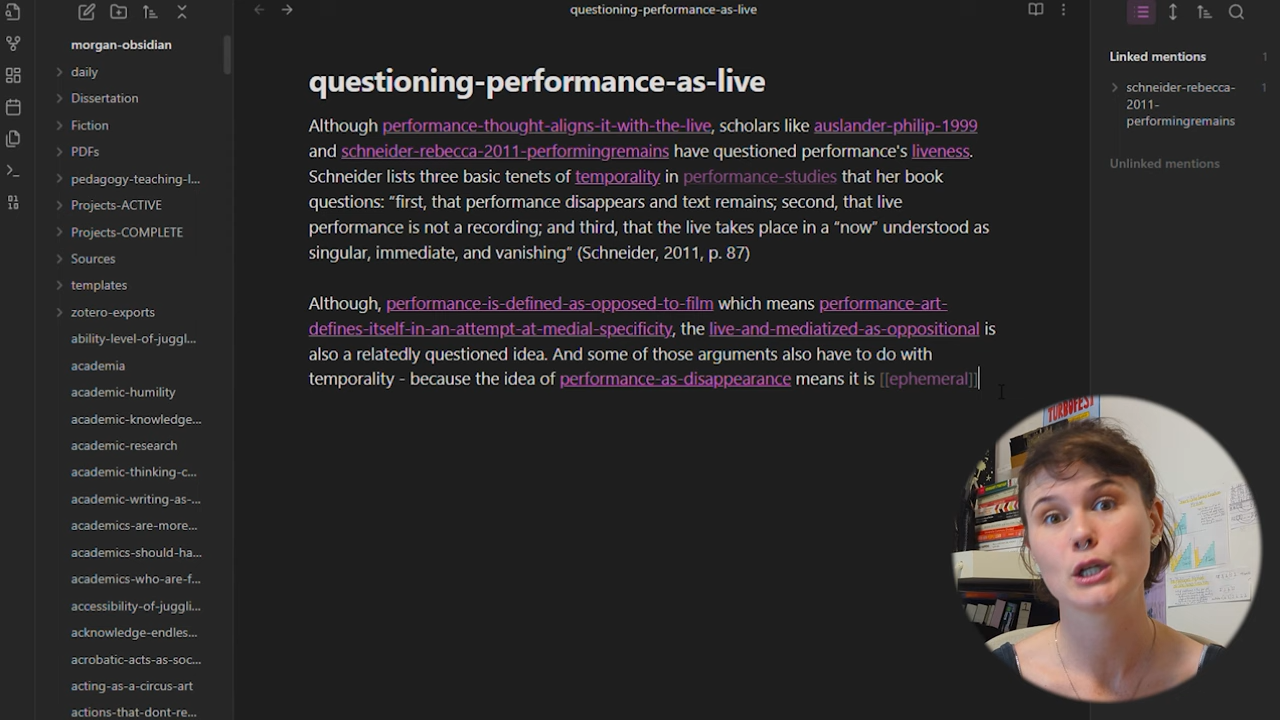 questioning-performance-as-live
morgan-obsidian
daily
Dissertation
Fiction
PDFs
pedagogy-teaching-l...
Projects-ACTIVE
Projects-COMPLETE
Sources
templates
zotero-exports
ability-level-of-juggl...
academia
academic-humility
academic-knowledge...
academic-research
academic-thinking-c...
academic-writing-as-...
academics-are-more...
academics-should-ha...
academics-who-are-f...
accessibility-of-juggli...
acknowledge-endles...
acrobatic-acts-as-soc...
acting-as-a-circus-art
actions-that-dont-re...
questioning-performance-as-live
Although performance-thought-aligns-it-with-the-live, scholars like auslander-philip-1999
and schneider-rebecca-2011-performingremains have questioned performance's liveness.
Schneider lists three basic tenets of temporality in performance-studies that her book
questions: “first, that performance disappears and text remains; second, that live
performance is not a recording; and third, that the live takes place in a “now” understood as
singular, immediate, and vanishing” (Schneider, 2011, p. 87)
Although, performance-is-defined-as-opposed-to-film which means performance-art-
defines-itself-in-an-attempt-at-medial-specificity, the live-and-mediatized-as-oppositional is
also a relatedly questioned idea. And some of those arguments also have to do with
temporality - because the idea of performance-as-disappearance means it is [[ephemeral]]
Linked mentions 1
schneider-rebecca- 1
2011-
performingremains
Unlinked mentions
TURBOFEST